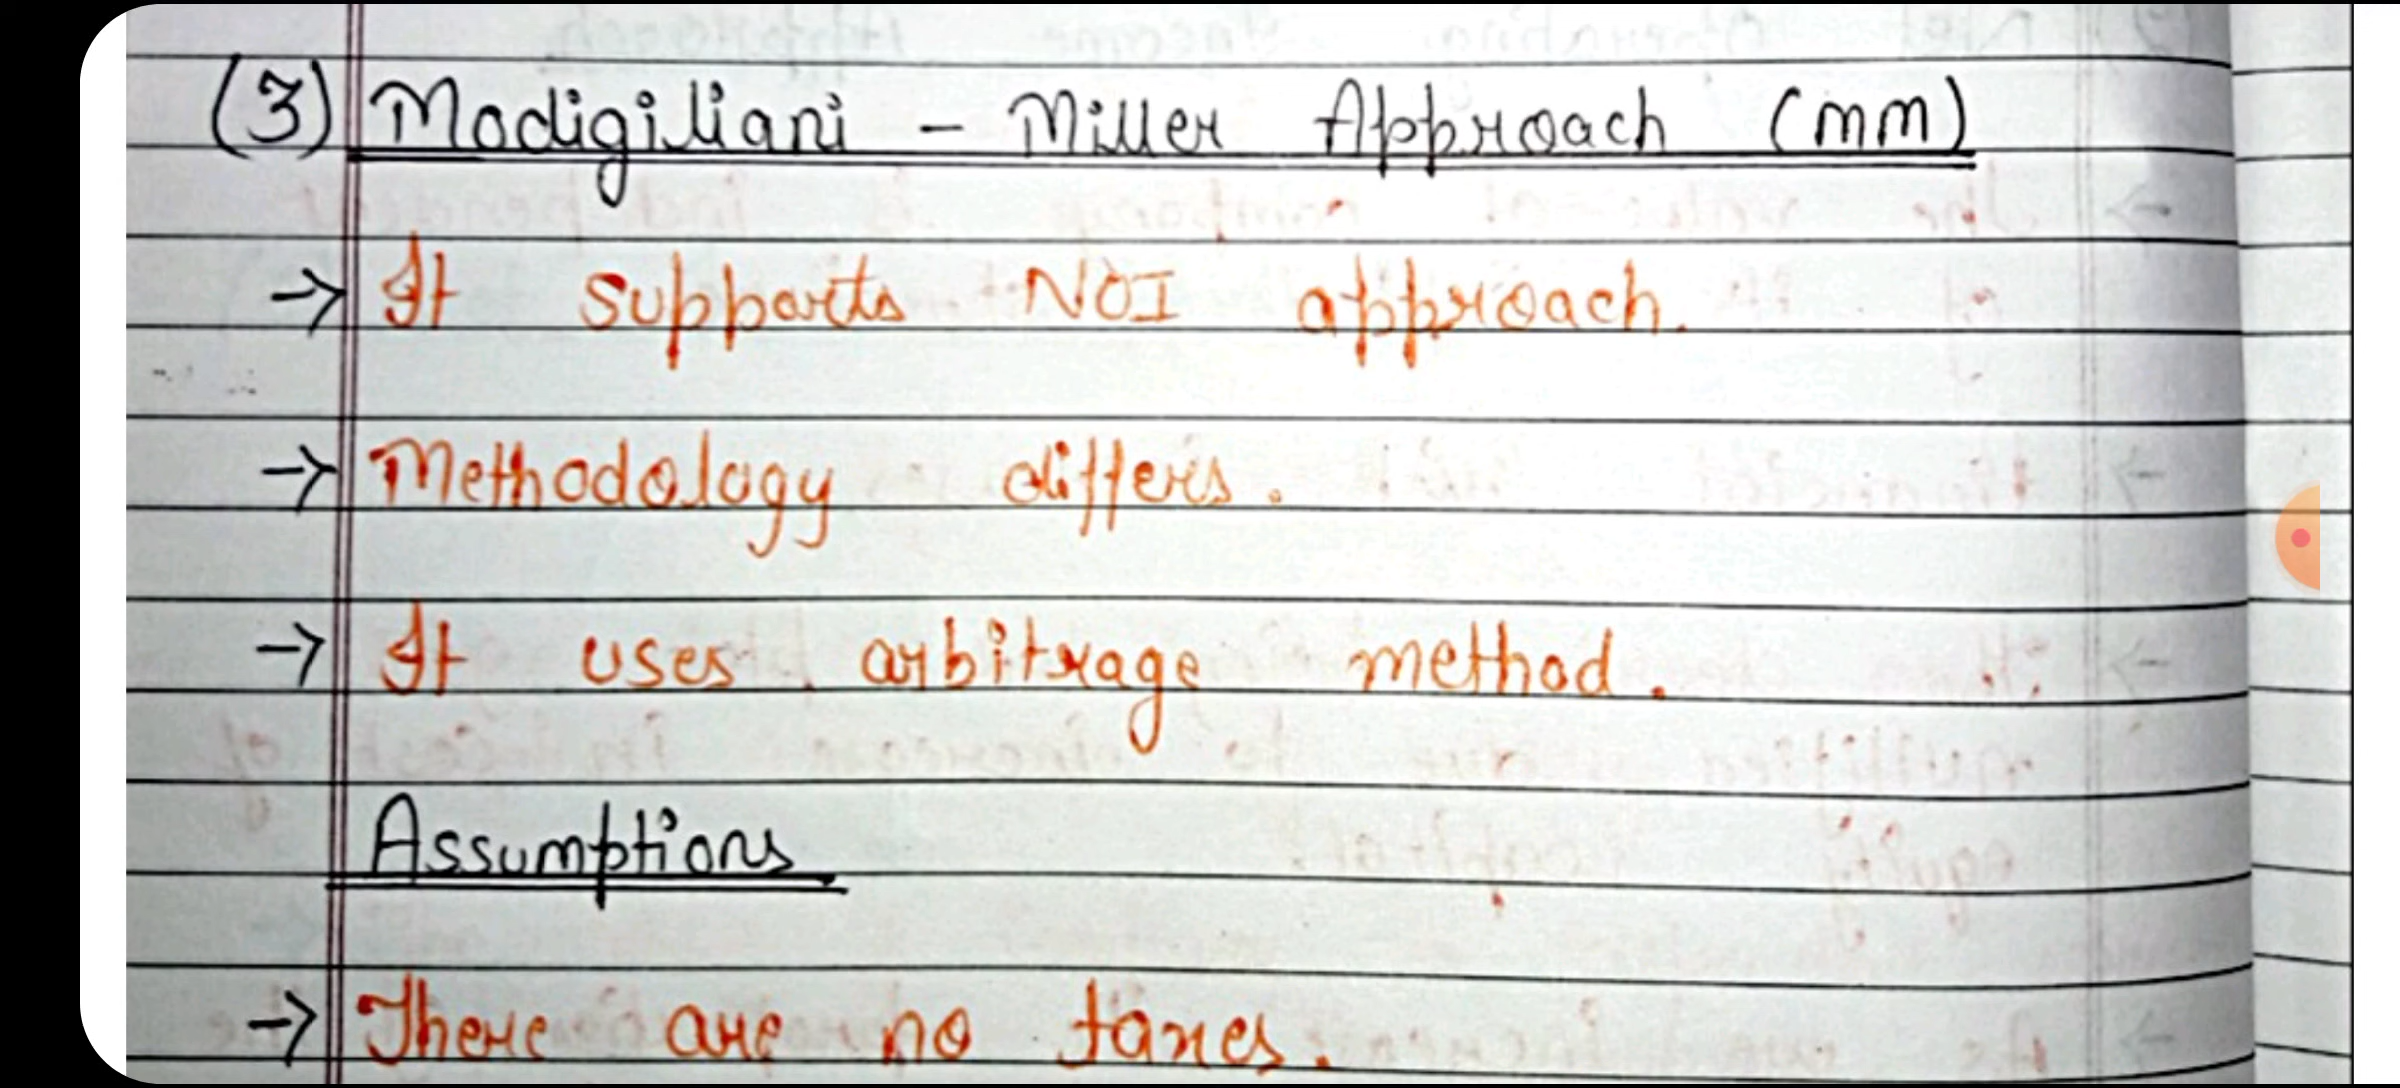 (3) Modigiliani - Miller Approach (MM)
→ It supports NOI approach.
→ Methodology differs.
→ It uses arbitrage method.
Assumptions
→ There are no taxes.